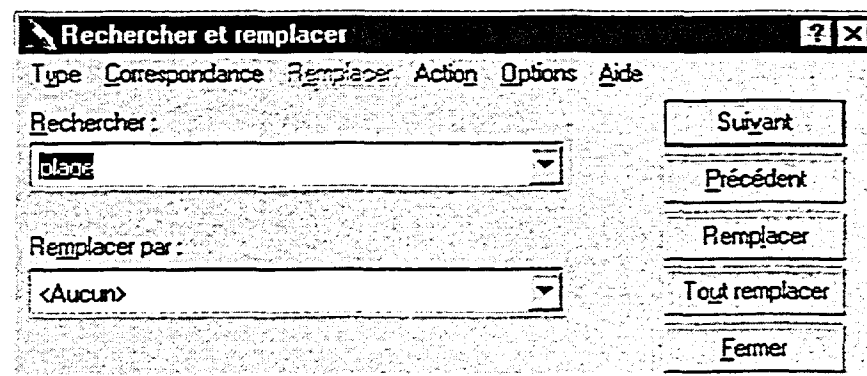 Rechercher et remplacer
Type Correspondance Remplacer Action Options Aide
Rechercher :
plage
Remplacer par :
<Aucun>
Suivant
Précédent
Remplacer
Tout remplacer
Fermer